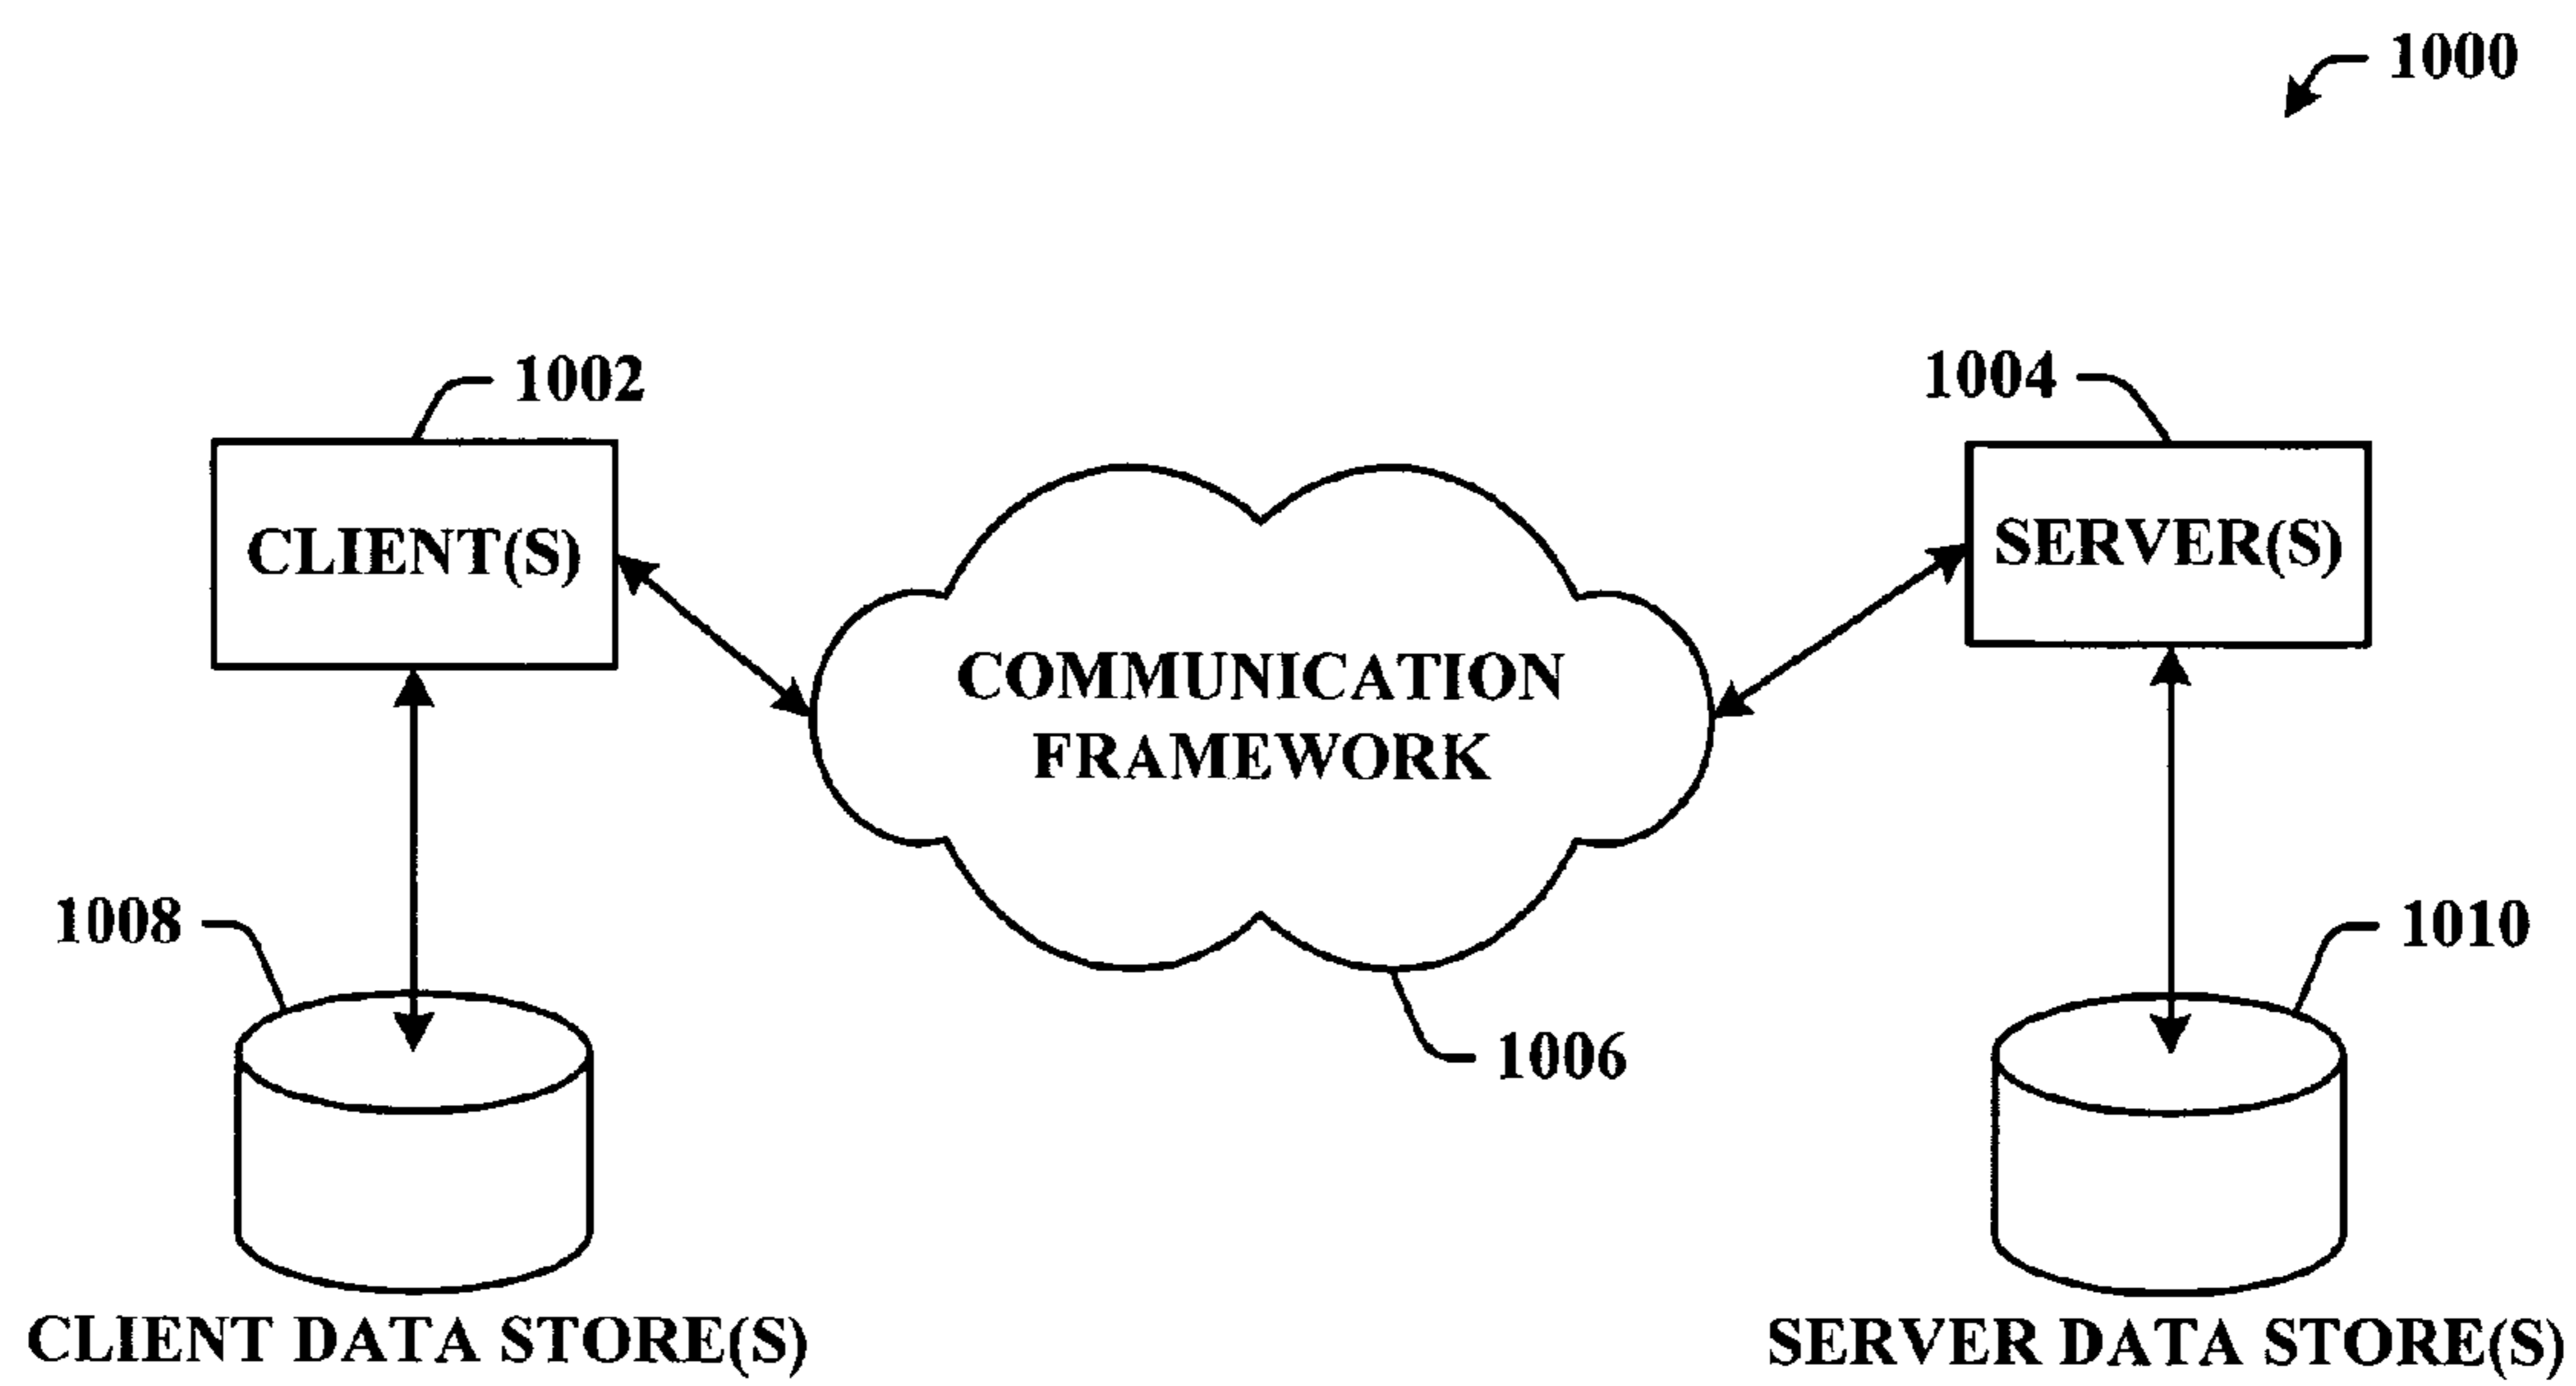 1000
1002
1004
CLIENT(S)
SERVER(S)
COMMUNICATION
FRAMEWORK
1008
1010
1006
CLIENT DATA STORE(S)
SERVER DATA STORE(S)